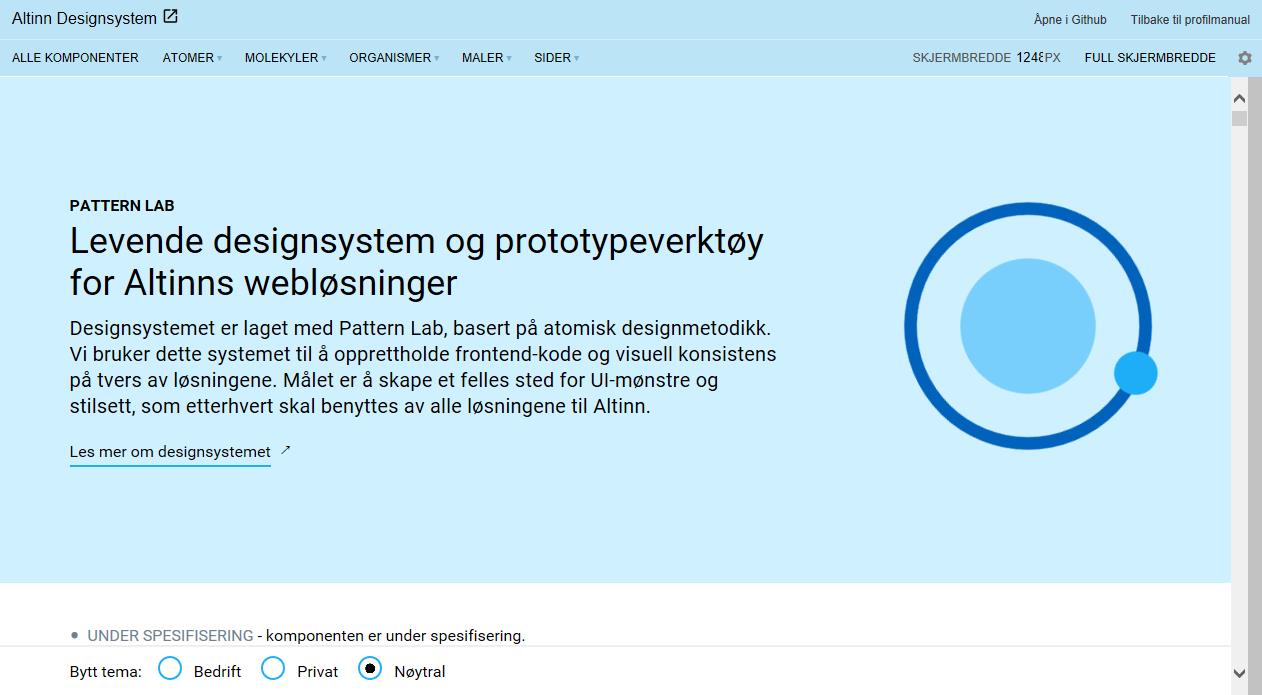 Altinn Designsystem
Åpne i Github Tilbake til profilmanual
ALLE KOMPONENTER ATOMER MOLEKYLER ORGANISMER MALER SIDER SKJERMBREDDE 1248PX FULL SKJERMBREDDE
PATTERN LAB
Levende designsystem og prototypeverktøy
for Altinns webløsninger
Designsystemet er laget med Pattern Lab, basert på atomisk designmetodikk.
Vi bruker dette systemet til å opprettholde frontend-kode og visuell konsistens
på tvers av løsningene. Målet er å skape et felles sted for UI-mønstre og
stilsett, som etterhvert skal benyttes av alle løsningene til Altinn.
Les mer om designsystemet
UNDER SPESIFISERING - komponenten er under spesifisering.
Bytt tema: Bedrift Privat Nøytral